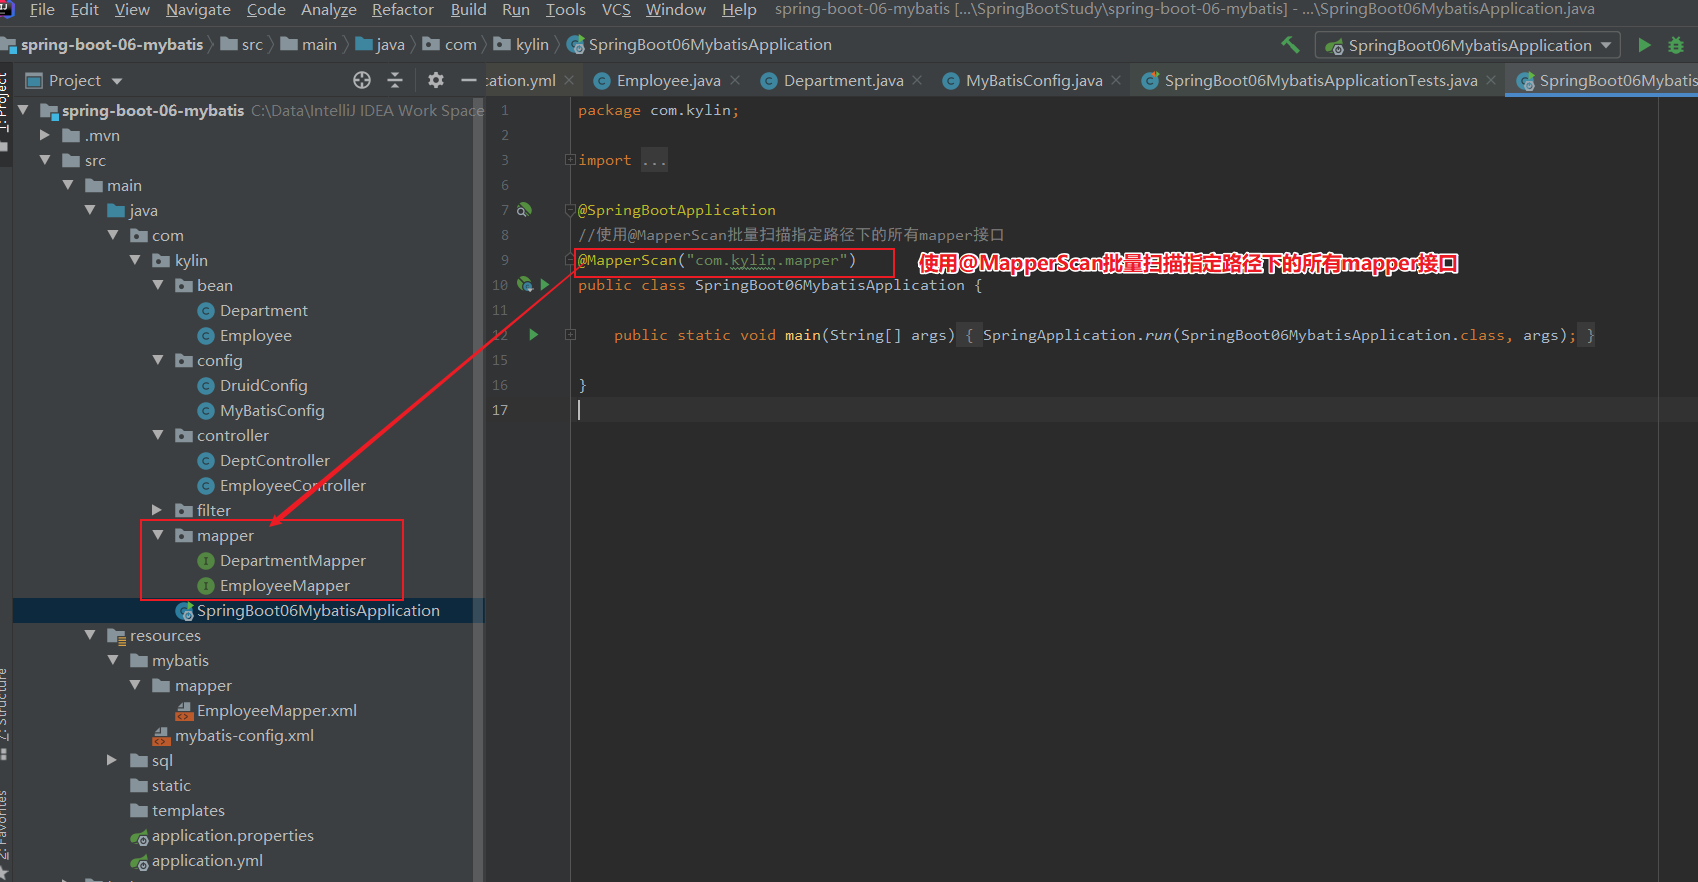 File Edit View Navigate Code Analyze Refactor Build Run Tools VCS Window Help spring-boot-06-mybatis [...\SpringBootStudy\spring-boot-06-mybatis] - ...\SpringBoot06MybatisApplication.java
spring-boot-06-mybatis src main java com kylin SpringBoot06MybatisApplication SpringBoot06MybatisApplication
1: Project
Project cation.yml Employee.java Department.java MyBatisConfig.java SpringBoot06MybatisApplicationTests.java SpringBoot06Mybatis
spring-boot-06-mybatis C:\Data\IntelliJ IDEA Work Space
.mvn
src
main
java
com
kylin
bean
Department
Employee
config
DruidConfig
MyBatisConfig
controller
DeptController
EmployeeController
filter
mapper
DepartmentMapper
EmployeeMapper
SpringBoot06MybatisApplication
resources
mybatis
mapper
EmployeeMapper.xml
mybatis-config.xml
sql
static
templates
application.properties
application.yml
7: Structure
2: Favorites
1 package com.kylin;
2
3 import ...
6
7 @SpringBootApplication
8 //使用@MapperScan批量扫描指定路径下的所有mapper接口
9 @MapperScan("com.kylin.mapper")
使用@MapperScan批量扫描指定路径下的所有mapper接口
10 public class SpringBoot06MybatisApplication {
11
12 public static void main(String[] args) { SpringApplication.run(SpringBoot06MybatisApplication.class, args); }
15
16 }
17